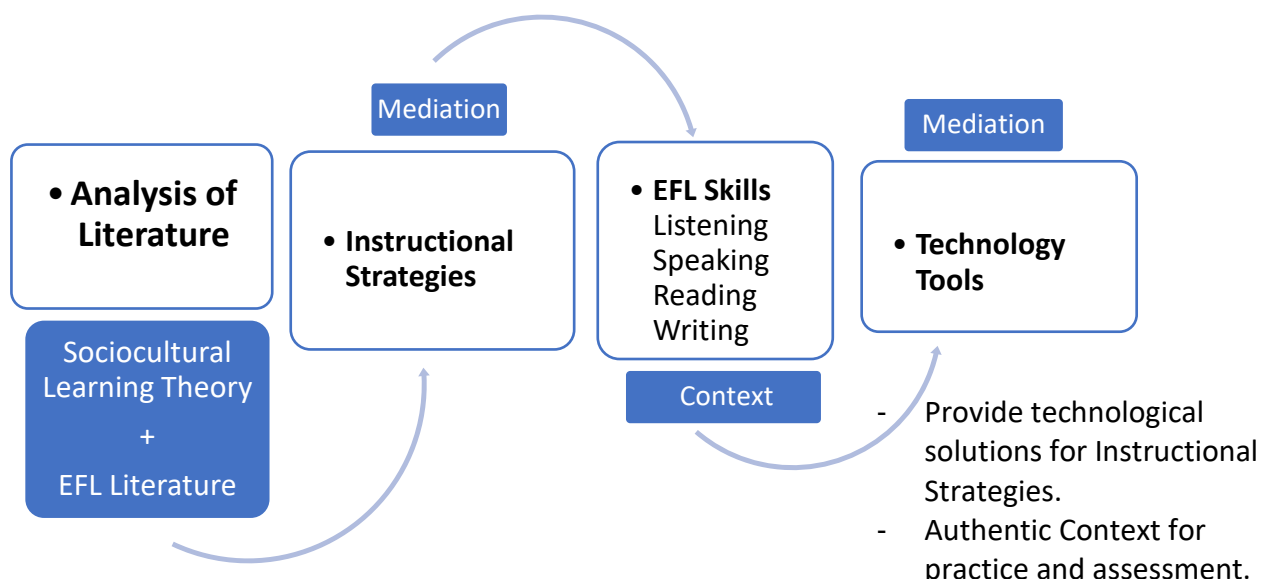 • Analysis of
Literature
Sociocultural
Learning Theory
+
EFL Literature
Mediation
• Instructional
Strategies
• EFL Skills
Listening
Speaking
Reading
Writing
Context
Mediation
• Technology
Tools
- Provide technological
solutions for Instructional
Strategies.
- Authentic Context for
practice and assessment.